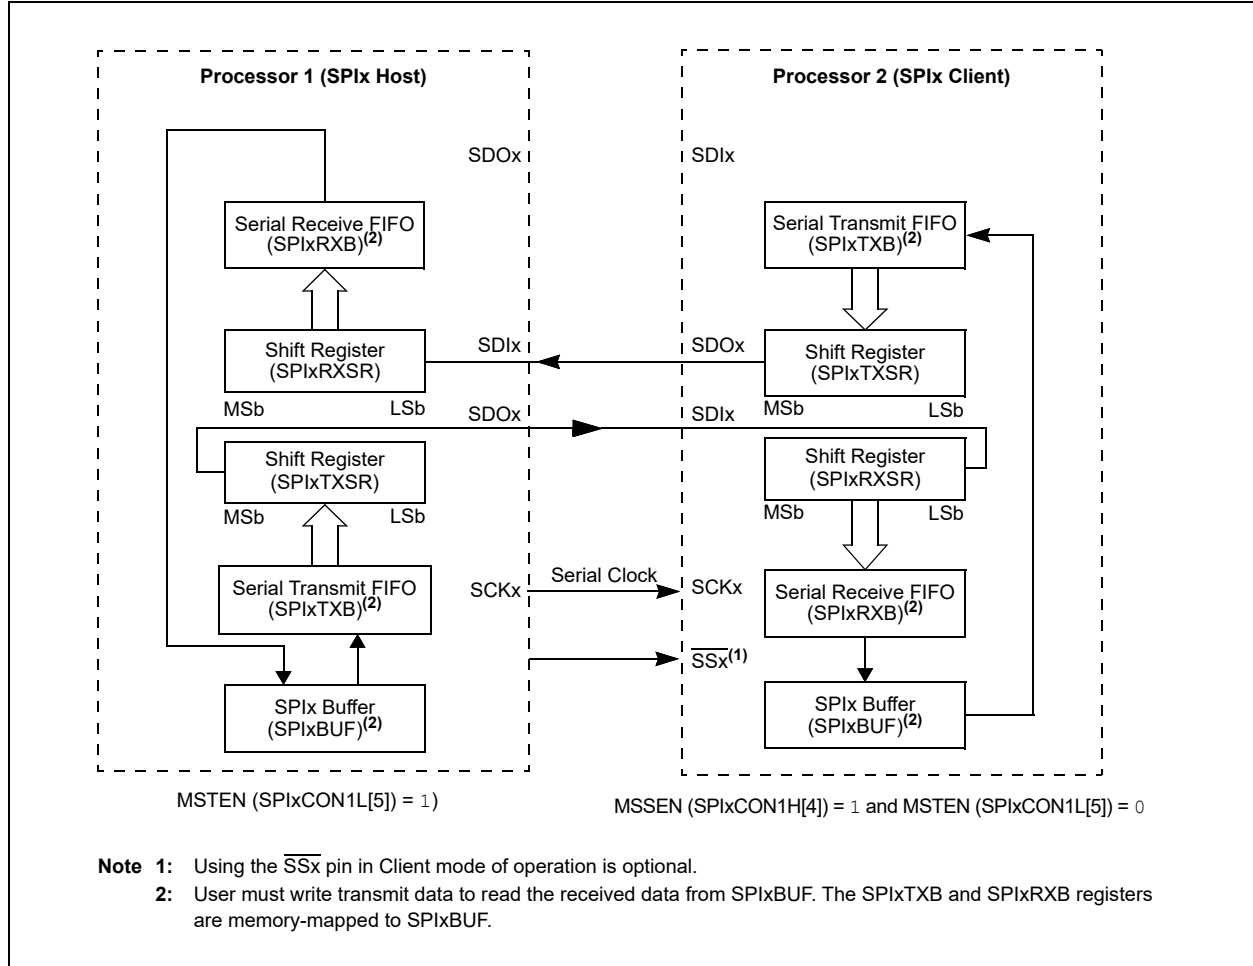 Processor 1 (SPIx Host)
Processor 2 (SPIx Client)
SDOx
SDIx
Serial Receive FIFO
(SPIxRXB)(2)
Serial Transmit FIFO
(SPIxTXB)(2)
Shift Register
(SPIxRXSR)
SDIx
SDOx
Shift Register
(SPIxTXSR)
MSb
LSb
SDOx
SDIx
MSb
LSb
Shift Register
(SPIxTXSR)
Shift Register
(SPIxRXSR)
MSb
LSb
MSb
LSb
Serial Transmit FIFO
(SPIxTXB)(2)
SCKx
Serial Clock
SCKx
Serial Receive FIFO
(SPIxRXB)(2)
SSx(1)
SPIx Buffer
(SPIxBUF)(2)
SPIx Buffer
(SPIxBUF)(2)
MSTEN (SPIxCON1L[5]) = 1)
MSSEN (SPIxCON1H[4]) = 1 and MSTEN (SPIxCON1L[5]) = 0
Note 1: Using the SSx pin in Client mode of operation is optional.
2: User must write transmit data to read the received data from SPIxBUF. The SPIxTXB and SPIxRXB registers
are memory-mapped to SPIxBUF.